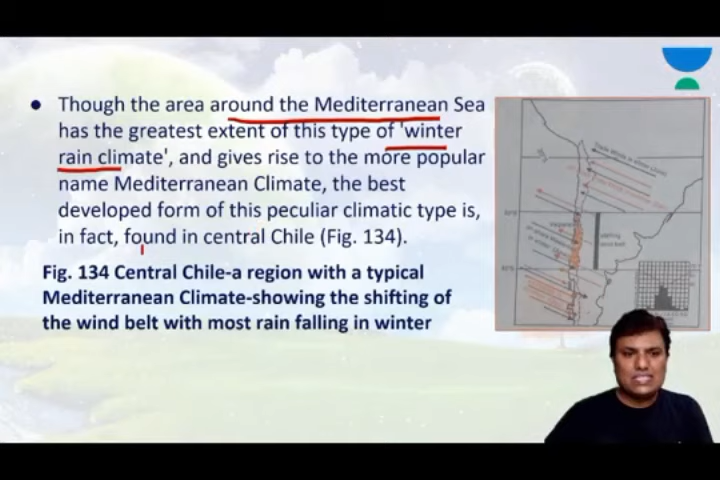 ● Though the area around the Mediterranean Sea
has the greatest extent of this type of 'winter
rain climate', and gives rise to the more popular
name Mediterranean Climate, the best
developed form of this peculiar climatic type is,
in fact, found in central Chile (Fig. 134).
Fig. 134 Central Chile-a region with a typical
Mediterranean Climate-showing the shifting of
the wind belt with most rain falling in winter